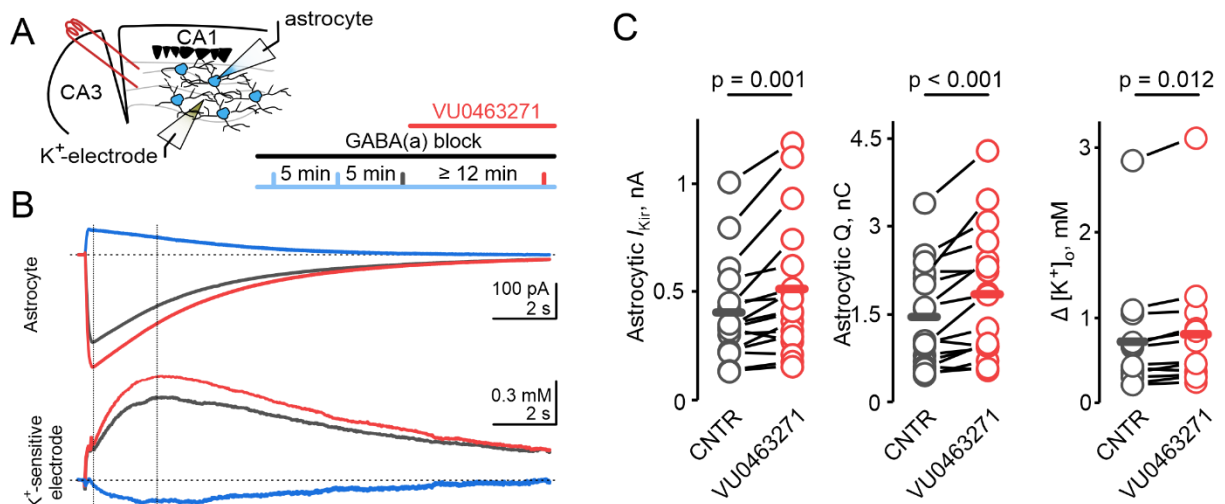 A
astrocyte
CA1
CA3
K⁺-electrode
VU0463271
GABA(a) block
5 min
5 min
≥ 12 min
B
Astrocyte
100 pA
2 s
K⁺-sensitive
electrode
0.3 mM
2 s
C
p = 0.001
Astrocytic I_Kir, nA
1
0.5
0
CNTR
VU0463271
p < 0.001
Astrocytic Q, nC
4.5
3
1.5
0
CNTR
VU0463271
p = 0.012
Δ [K⁺]ₒ, mM
3
2
1
0
CNTR
VU0463271